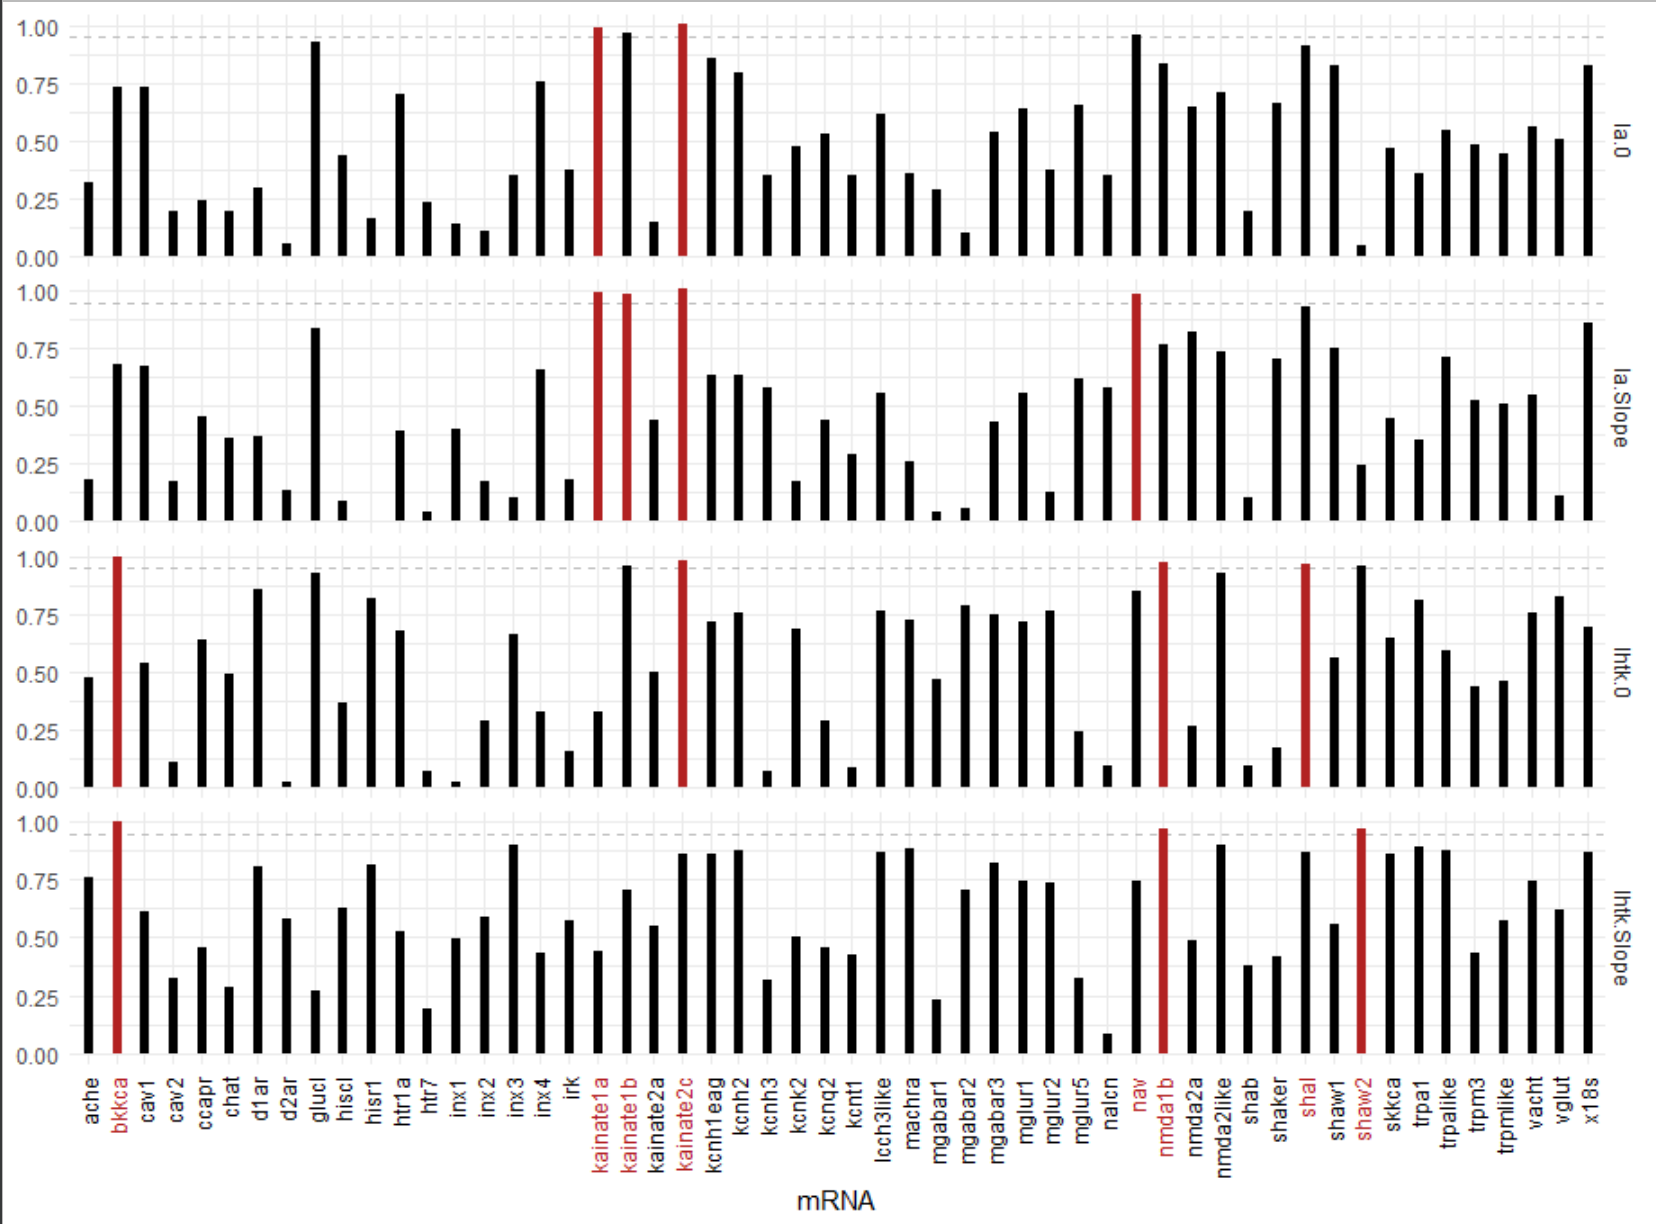 1.00
0.75
0.50
0.25
0.00
Ia.0
1.00
0.75
0.50
0.25
0.00
Ia.Slope
1.00
0.75
0.50
0.25
0.00
Ihtk.0
1.00
0.75
0.50
0.25
0.00
Ihtk.Slope
ache
bkkca
cav1
cav2
ccapr
chat
d1ar
d2ar
glucl
hiscl
hisr1
htr1a
htr7
inx1
inx2
inx3
inx4
irk
kainate1a
kainate1b
kainate2a
kainate2c
kcnh1eag
kcnh2
kcnh3
kcnk2
kcnq2
kcnt1
lcch3like
machra
mgabar1
mgabar2
mgabar3
mglur1
mglur2
mglur5
nalcn
nav
nmda1b
nmda2a
nmda2like
shab
shaker
shal
shaw1
shaw2
skkca
trpa1
trpalike
trpm3
trpmlike
vacht
vglut
x18s
mRNA